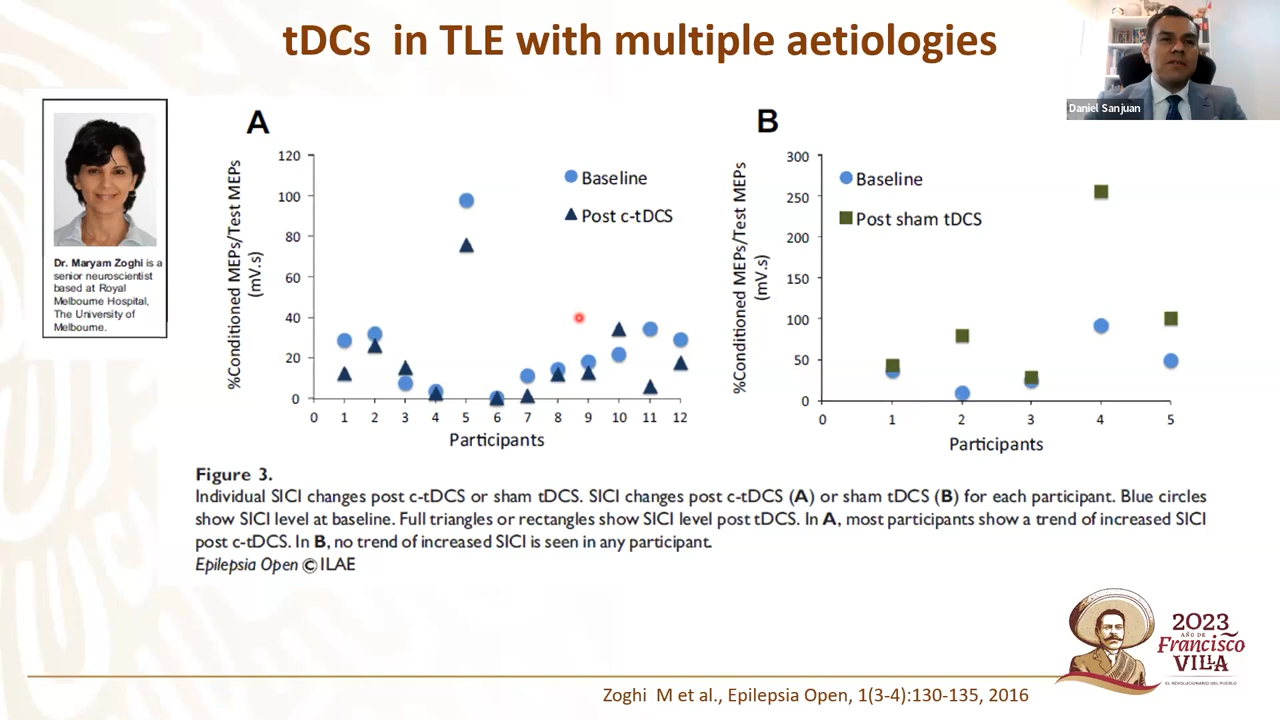 tDCs in TLE with multiple aetiologies
Daniel Sanjuan
Dr. Maryam Zoghi is a
senior neuroscientist
based at Royal
Melbourne Hospital,
The University of
Melbourne.
A
%Conditioned MEPs/Test MEPs
(mV.s)
120
100
80
60
40
20
0
Baseline
Post c-tDCS
0 1 2 3 4 5 6 7 8 9 10 11 12
Participants
B
%Conditioned MEPs/Test MEPs
(mV.s)
300
250
200
150
100
50
0
Baseline
Post sham tDCS
0 1 2 3 4 5
Participants
Figure 3.
Individual SICI changes post c-tDCS or sham tDCS. SICI changes post c-tDCS (A) or sham tDCS (B) for each participant. Blue circles
show SICI level at baseline. Full triangles or rectangles show SICI level post tDCS. In A, most participants show a trend of increased SICI
post c-tDCS. In B, no trend of increased SICI is seen in any participant.
Epilepsia Open © ILAE
2023
AÑO DE
Francisco
VILLA
EL REVOLUCIONARIO DEL PUEBLO
Zoghi M et al., Epilepsia Open, 1(3-4):130-135, 2016